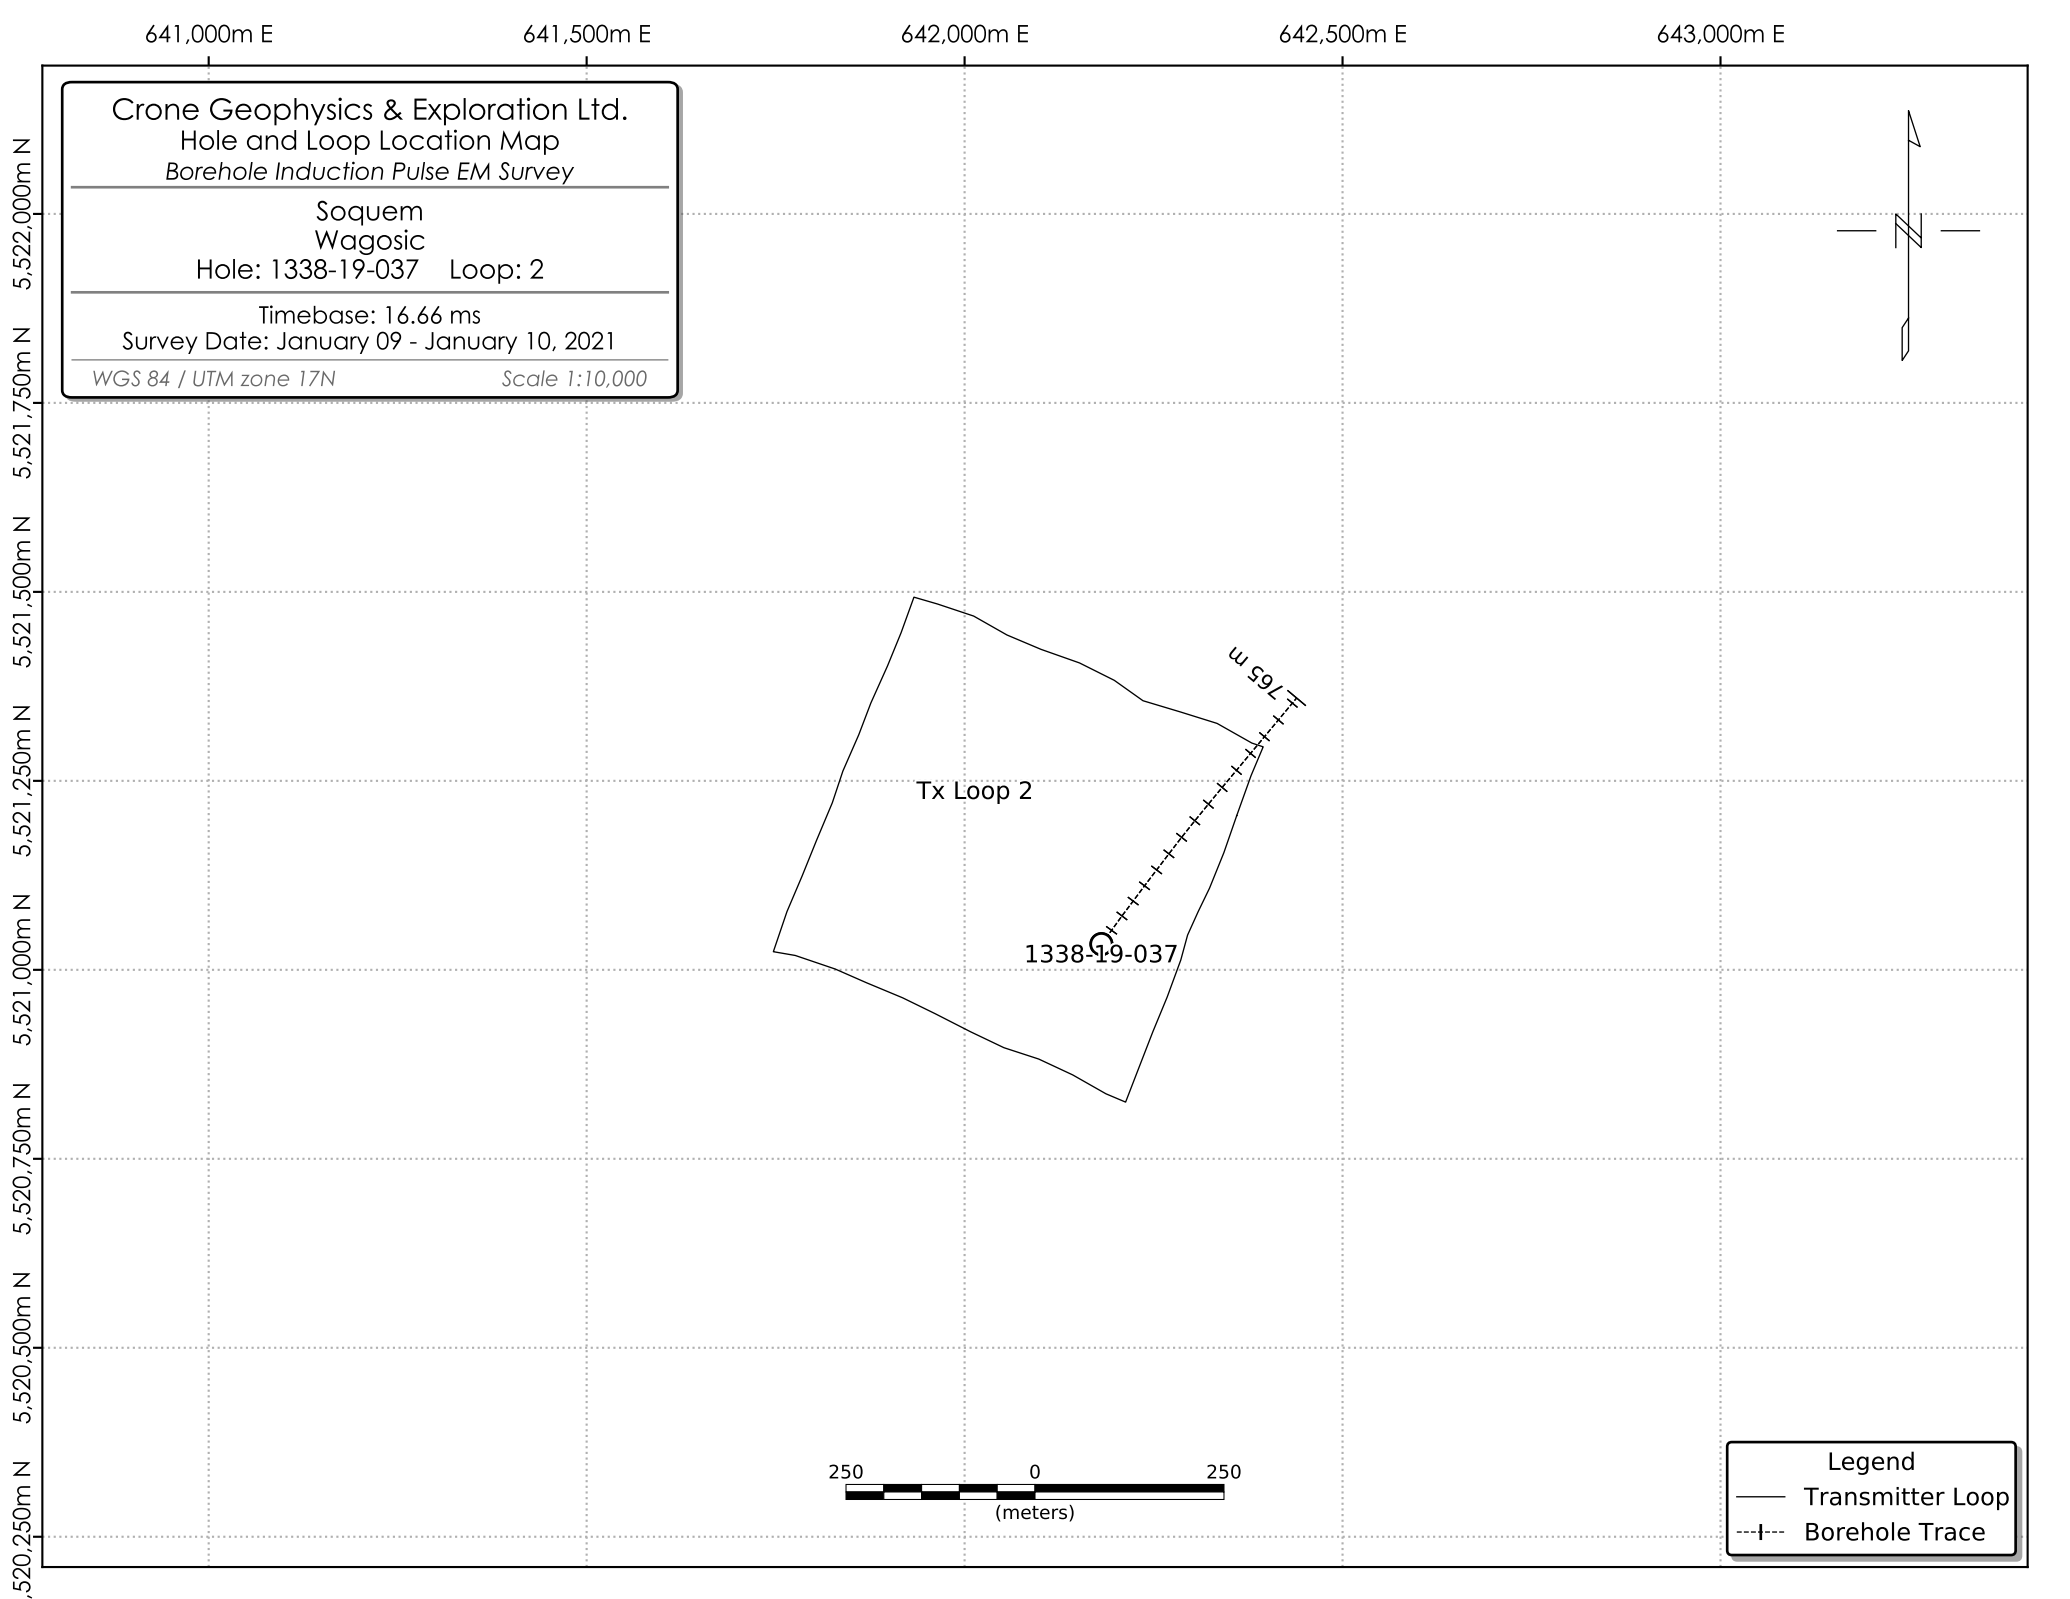 641,000m E
641,500m E
642,000m E
642,500m E
643,000m E
Crone Geophysics & Exploration Ltd.
Hole and Loop Location Map
Borehole Induction Pulse EM Survey
Soquem
Wagosic
Hole: 1338-19-037 Loop: 2
Timebase: 16.66 ms
Survey Date: January 09 - January 10, 2021
WGS 84 / UTM zone 17N
Scale 1:10,000
5,522,000m N
5,521,750m N
5,521,500m N
5,521,250m N
5,521,000m N
5,520,750m N
5,520,500m N
,520,250m N
N
765 m
Tx Loop 2
1338-19-037
250 0 250
(meters)
Legend
Transmitter Loop
Borehole Trace